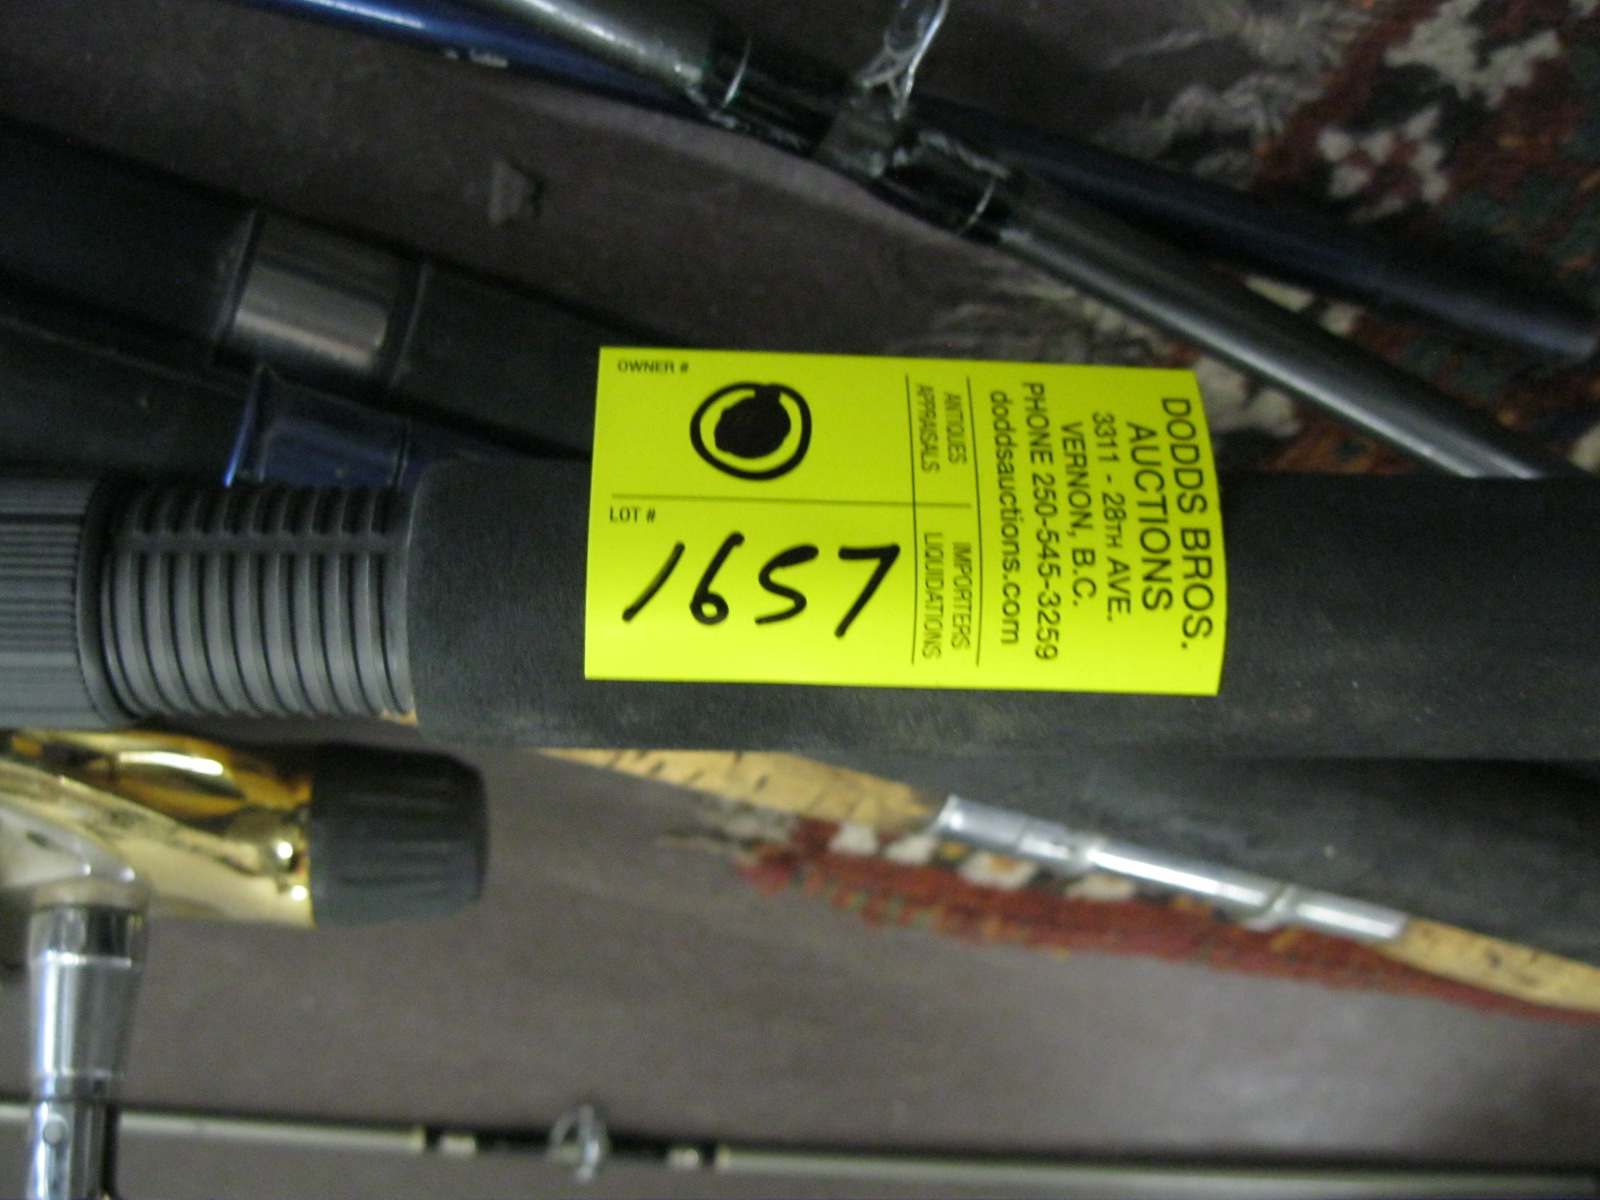 DODDS BROS.
AUCTIONS
3311 - 28TH AVE.
VERNON, B.C.
PHONE 250-545-3259
doddsauctions.com
ANTIQUES IMPORTERS
APPRAISALS LIQUIDATIONS
OWNER #
LOT #
1657